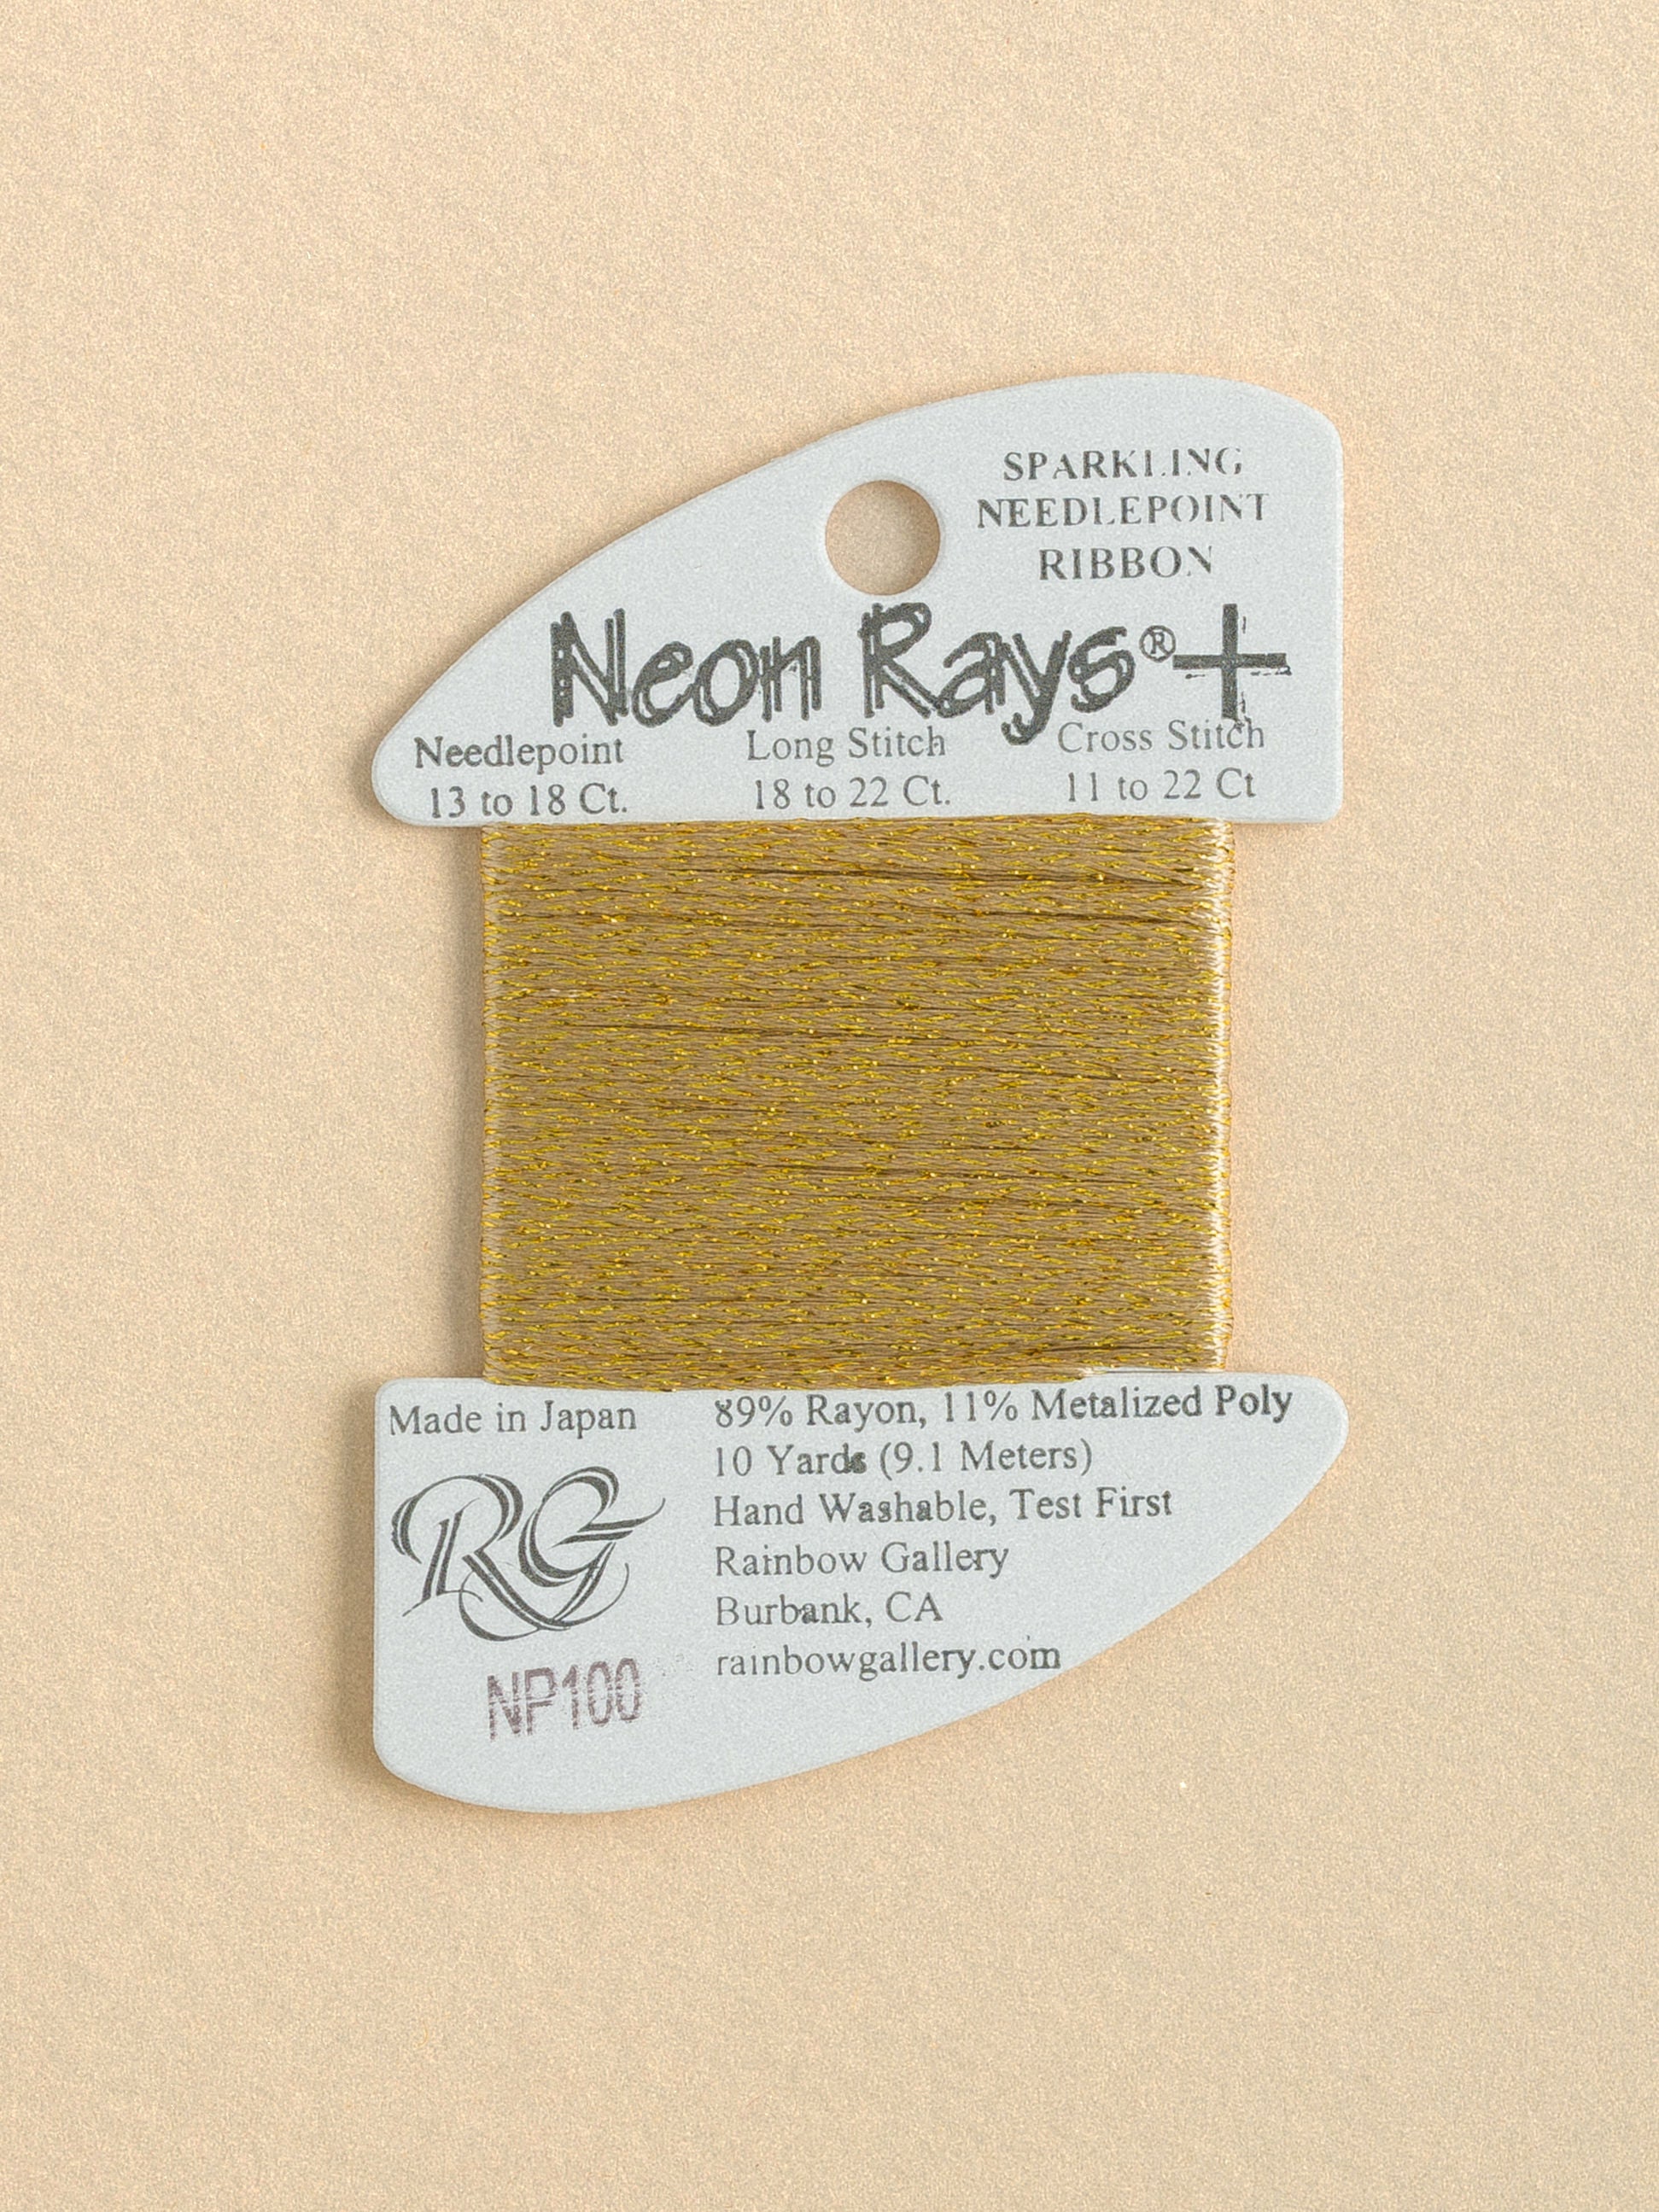 SPARKLING
NEEDLEPOINT
RIBBON
Neon Rays®+
Needlepoint Long Stitch Cross Stitch
13 to 18 Ct. 18 to 22 Ct. 11 to 22 Ct
Made in Japan
RG
NP100
89% Rayon, 11% Metalized Poly
10 Yards (9.1 Meters)
Hand Washable, Test First
Rainbow Gallery
Burbank, CA
rainbowgallery.com